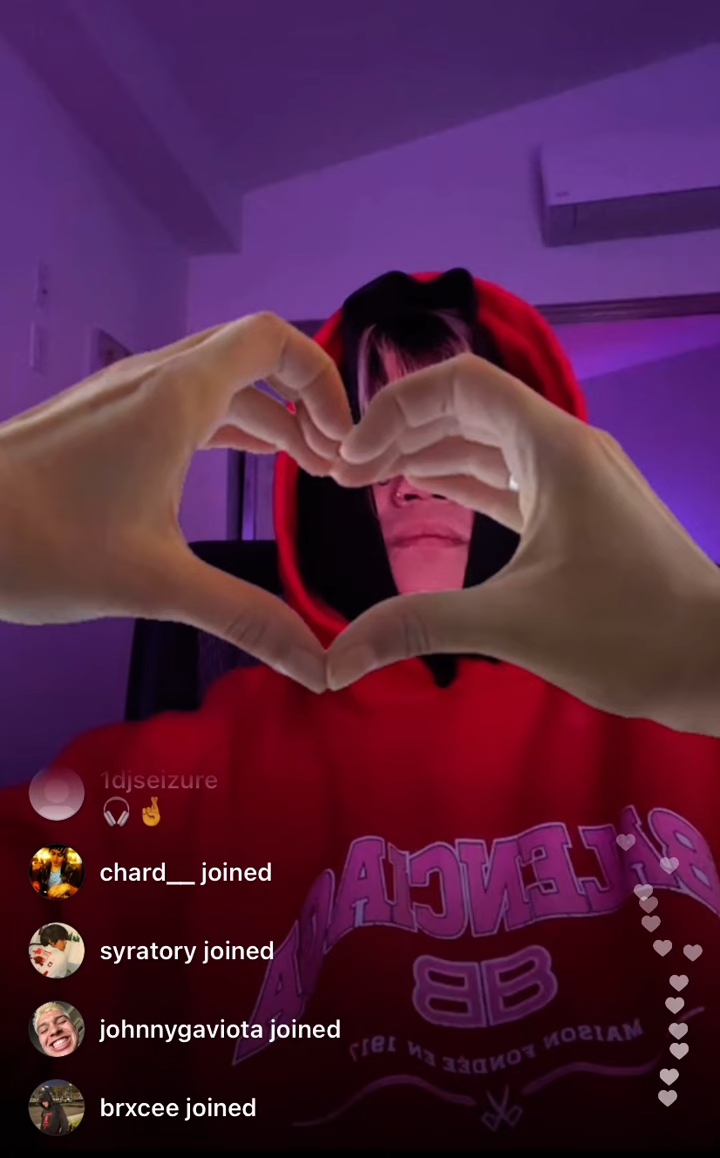 1djseizure
🎧 🤞
chard__ joined
BALENCIAGA
syratory joined
BB
johnnygaviota joined
MAISON FONDÉE EN 1917
brxcee joined